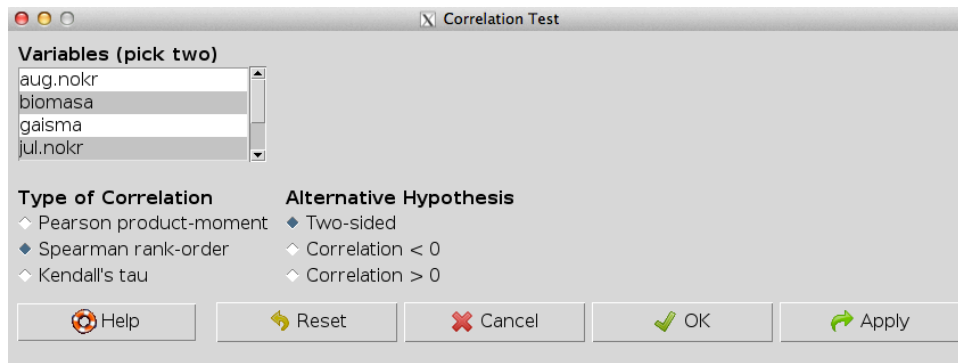 Correlation Test
Variables (pick two)
aug.nokr
biomasa
gaisma
jul.nokr
Type of Correlation
Pearson product-moment
Spearman rank-order
Kendall's tau
Alternative Hypothesis
Two-sided
Correlation < 0
Correlation > 0
Help Reset Cancel OK Apply